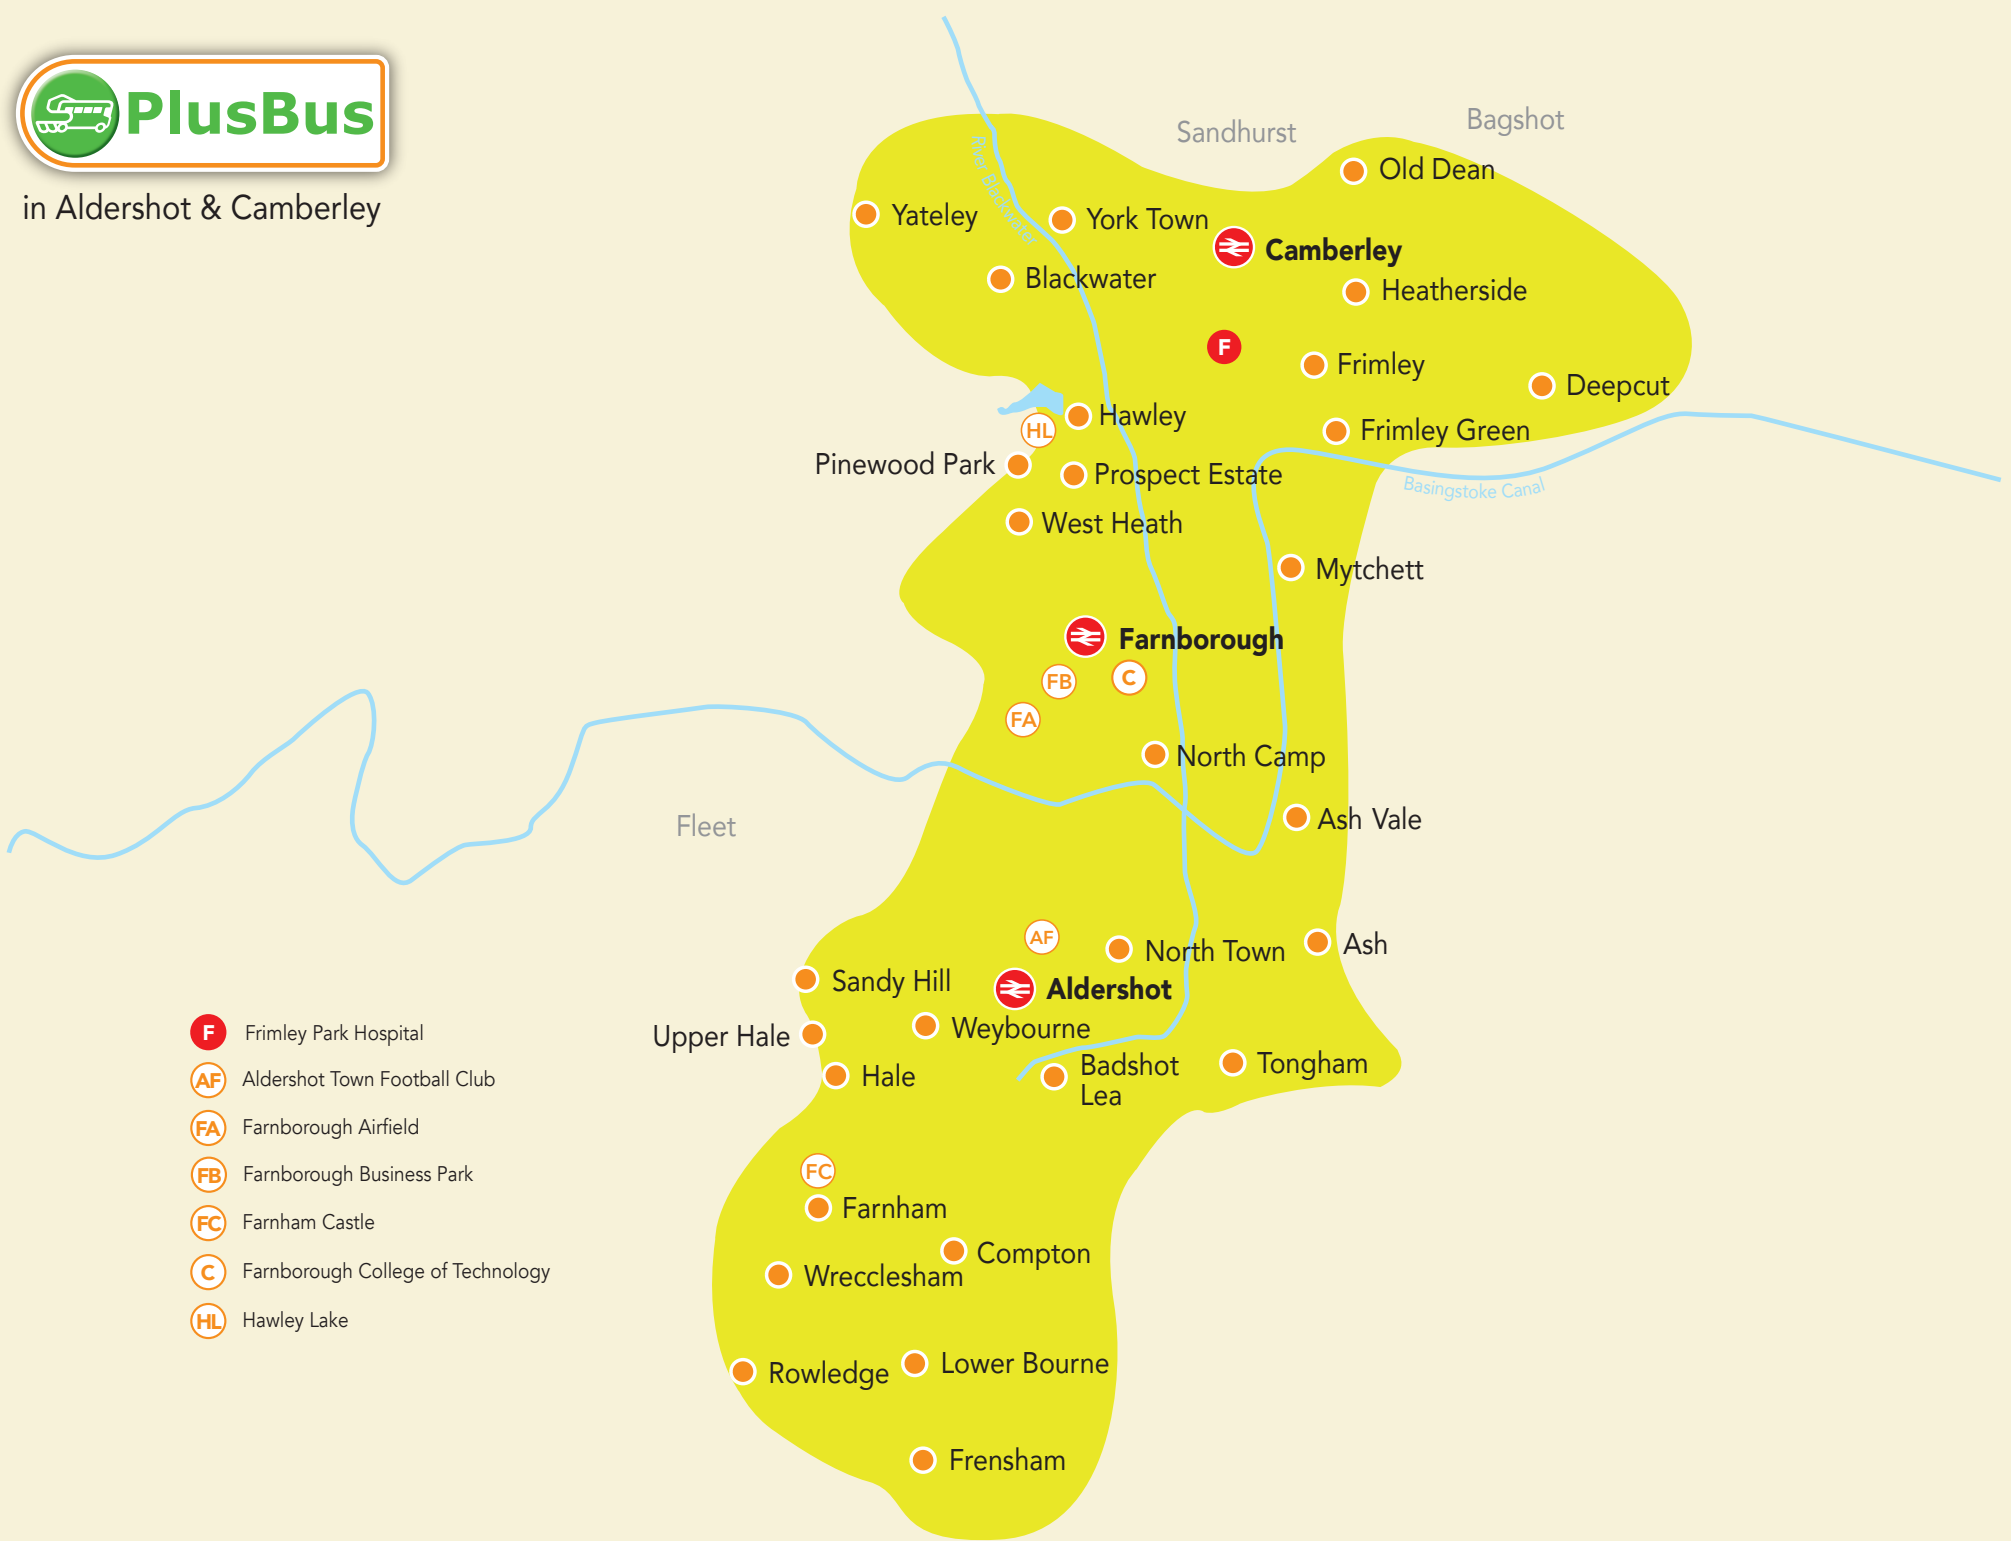 PlusBus
in Aldershot & Camberley
Sandhurst
Bagshot
Old Dean
River Blackwater
Yateley
York Town
Camberley
Blackwater
Heatherside
F
Frimley
Deepcut
Hawley
HL
Frimley Green
Pinewood Park
Prospect Estate
Basingstoke Canal
West Heath
Mytchett
Farnborough
FB
C
FA
North Camp
Fleet
Ash Vale
AF
North Town
Ash
Sandy Hill
Aldershot
Upper Hale
Weybourne
Hale
Badshot
Lea
Tongham
FC
Farnham
Compton
Wrecclesham
Rowledge
Lower Bourne
Frensham
F Frimley Park Hospital
AF Aldershot Town Football Club
FA Farnborough Airfield
FB Farnborough Business Park
FC Farnham Castle
C Farnborough College of Technology
HL Hawley Lake